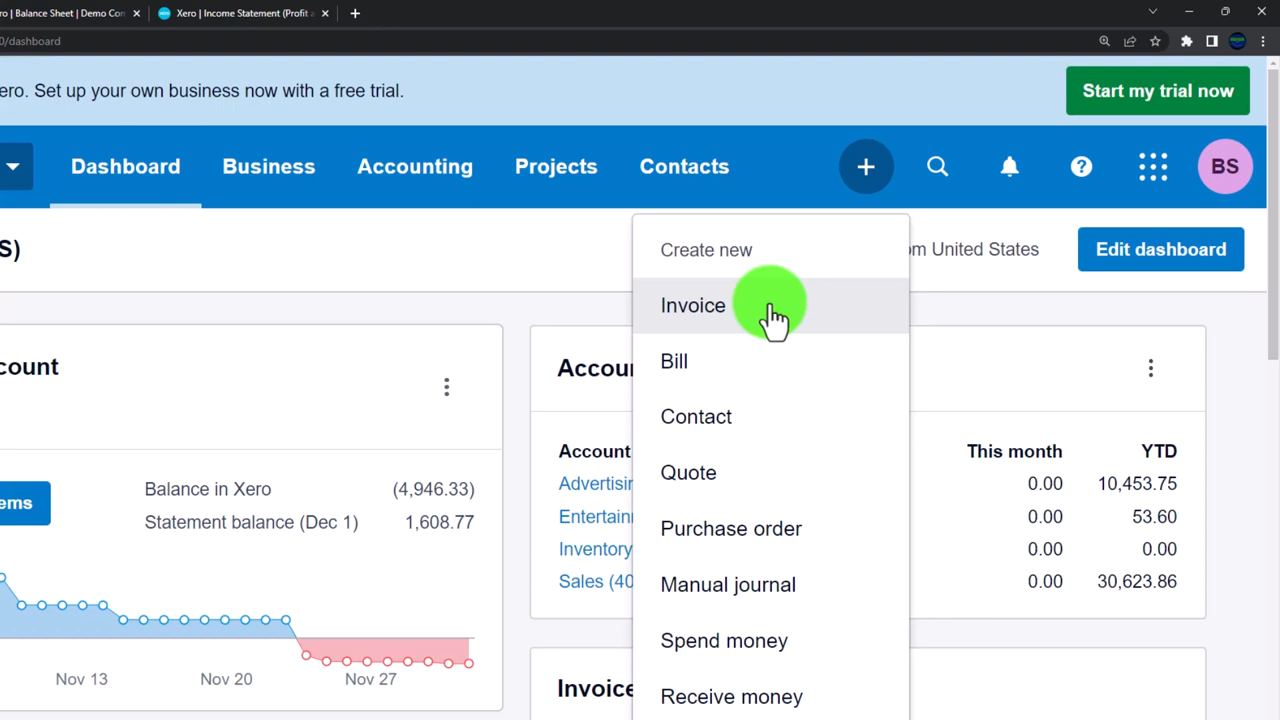 ro | Balance Sheet | Demo Con
Xero | Income Statement (Profit a
0/dashboard
ero. Set up your own business now with a free trial.
Start my trial now
Dashboard
Business
Accounting
Projects
Contacts
BS
S)
om United States
Edit dashboard
Create new
Invoice
Bill
Contact
Quote
Purchase order
Manual journal
Spend money
Receive money
count
ems
Balance in Xero (4,946.33)
Statement balance (Dec 1) 1,608.77
Nov 13 Nov 20 Nov 27
Accou
Account This month YTD
Advertisin 0.00 10,453.75
Entertainn 0.00 53.60
Inventory 0.00 0.00
Sales (40 0.00 30,623.86
Invoice